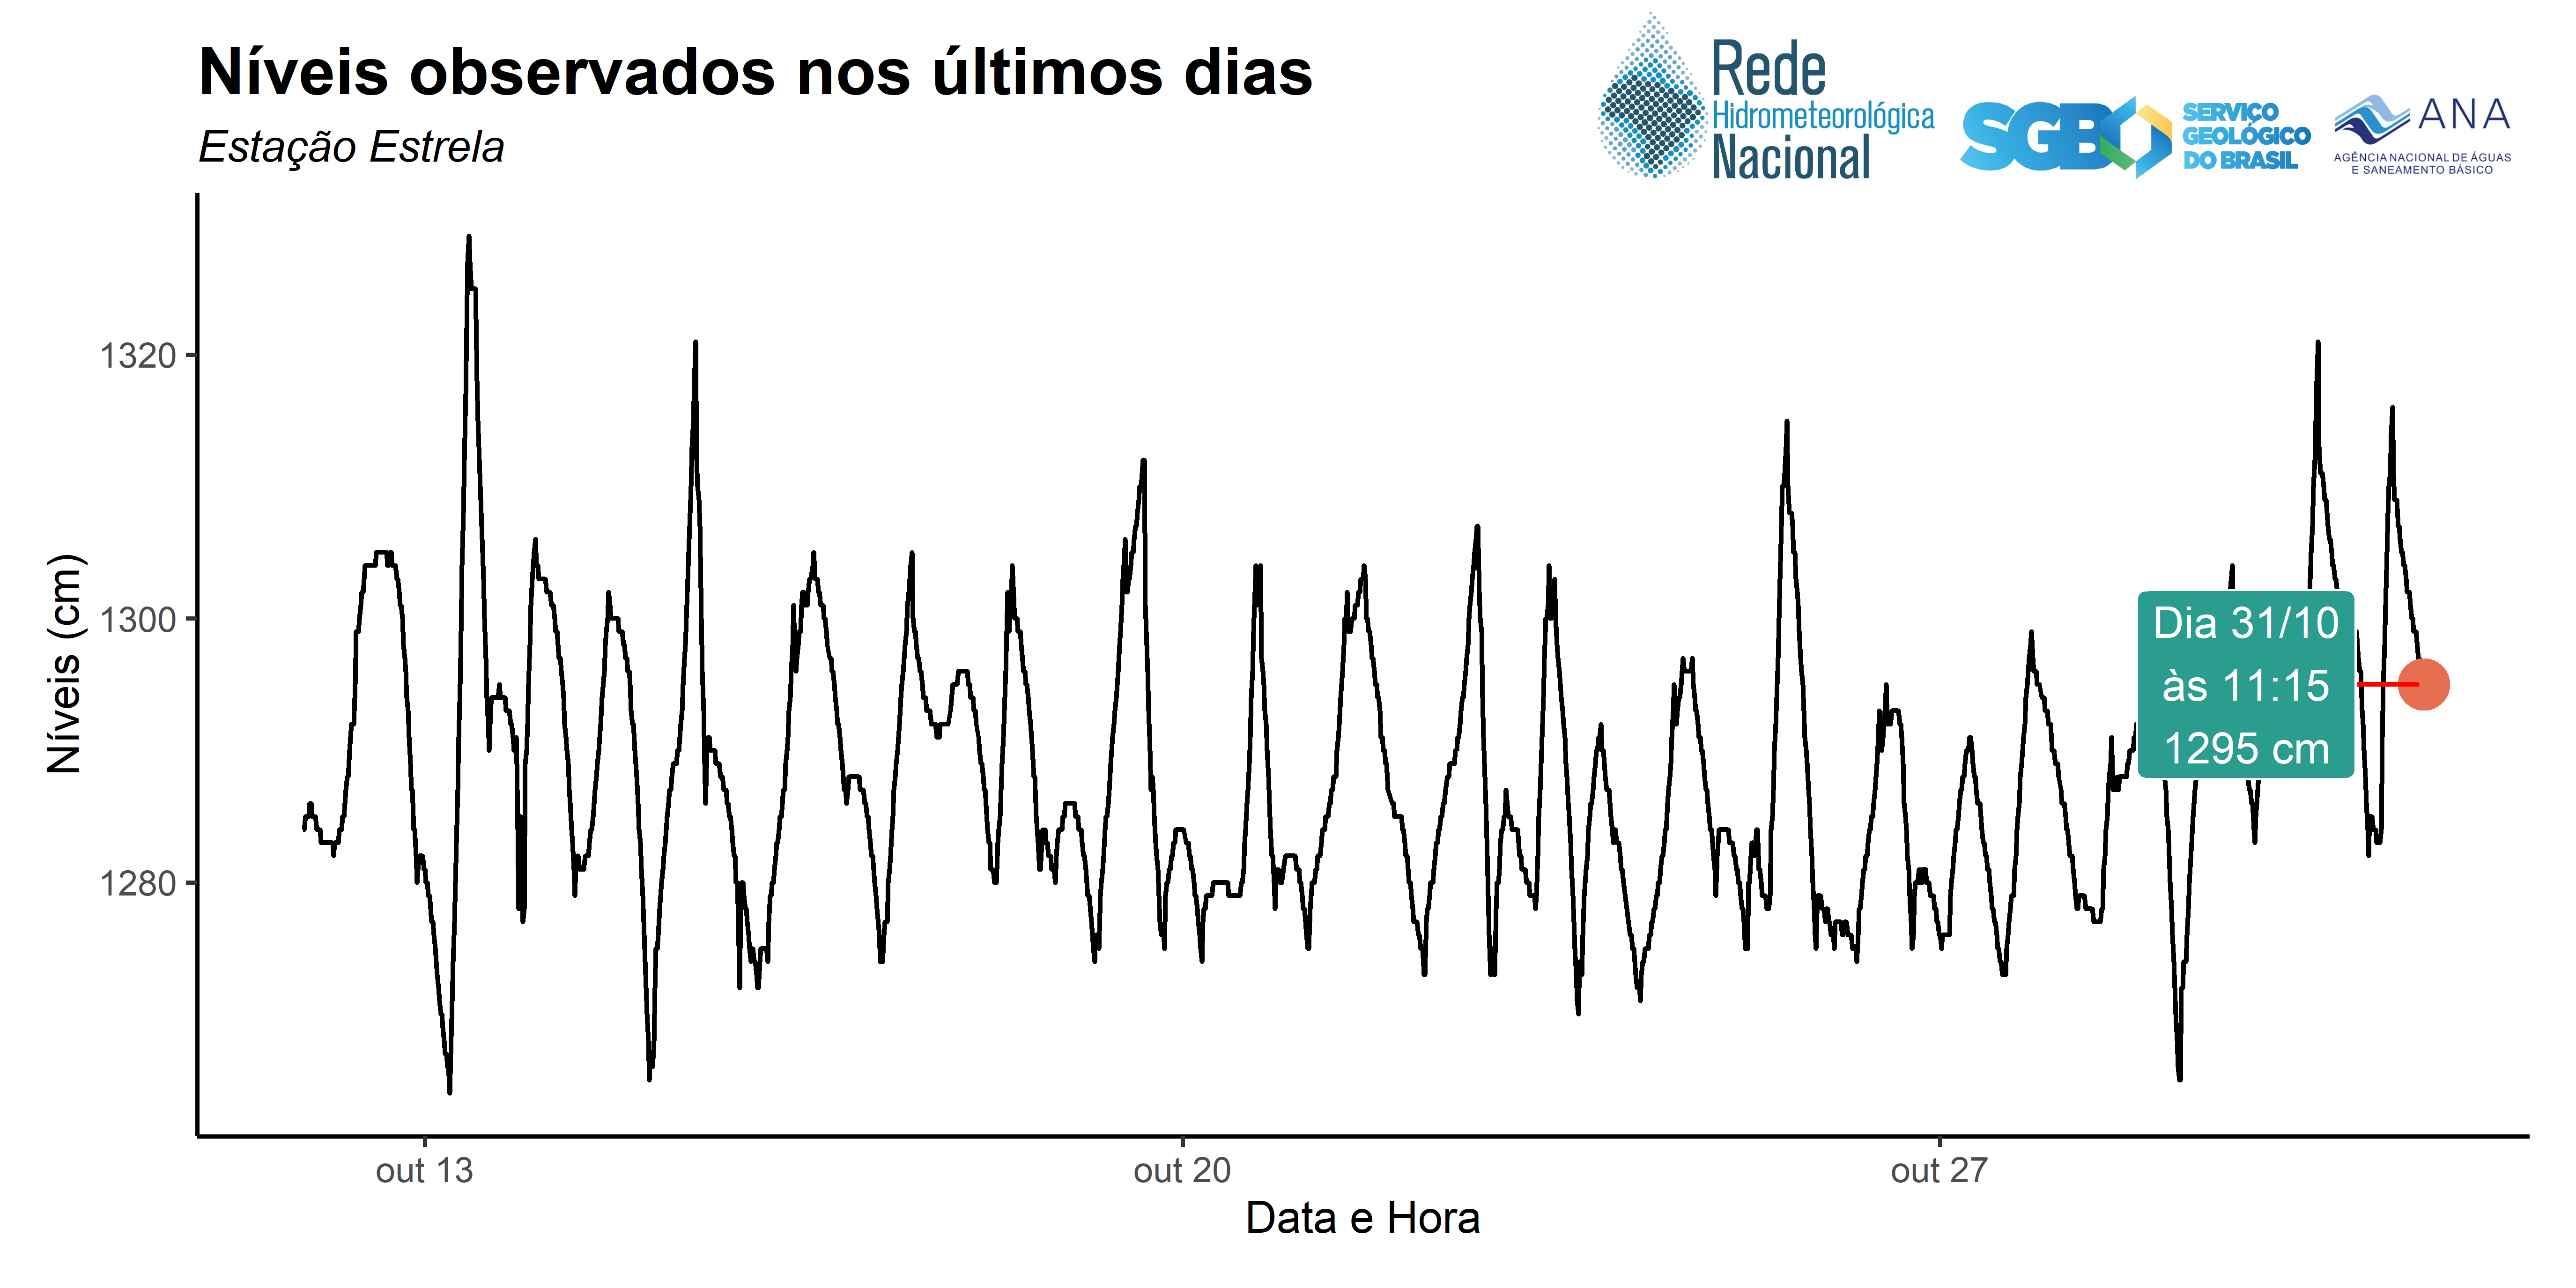 Níveis observados nos últimos dias
Estação Estrela
Rede
Hidrometeorológica
Nacional
SGB
SERVIÇO
GEOLÓGICO
DO BRASIL
ANA
AGÊNCIA NACIONAL DE ÁGUAS
E SANEAMENTO BÁSICO
Níveis (cm)
1320
1300
1280
Dia 31/10
às 11:15
1295 cm
out 13
out 20
out 27
Data e Hora